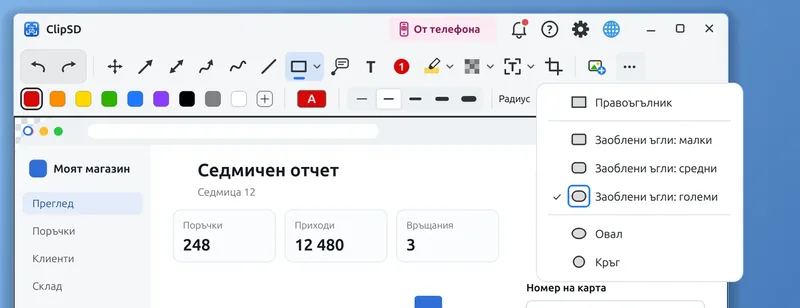 ClipSD
От телефона
T
1
A
Радиус
Правоъгълник
Заоблени ъгли: малки
Заоблени ъгли: средни
Заоблени ъгли: големи
Овал
Кръг
Моят магазин
Преглед
Поръчки
Клиенти
Склад
Седмичен отчет
Седмица 12
Поръчки
248
Приходи
12 480
Връщания
3
Номер на карта